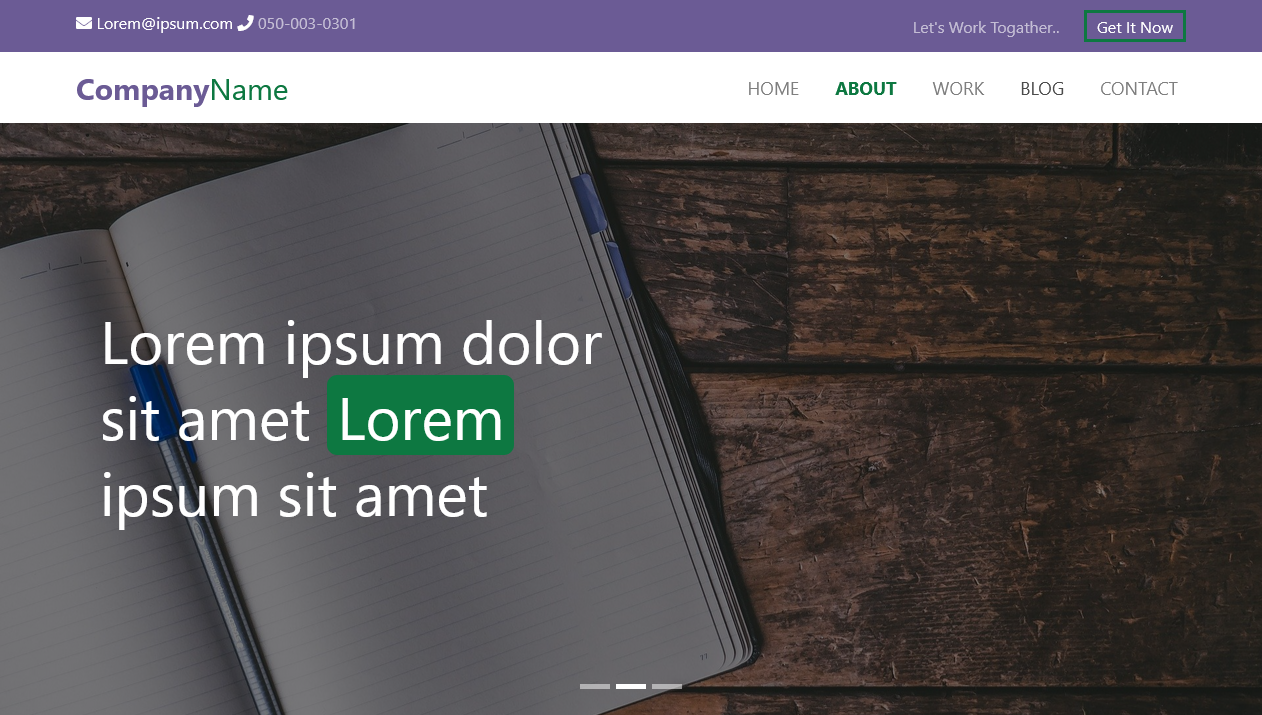 Lorem@ipsum.com 050-003-0301
Let's Work Togather..
Get It Now
CompanyName
HOME ABOUT WORK BLOG CONTACT
Lorem ipsum dolor
sit amet Lorem
ipsum sit amet